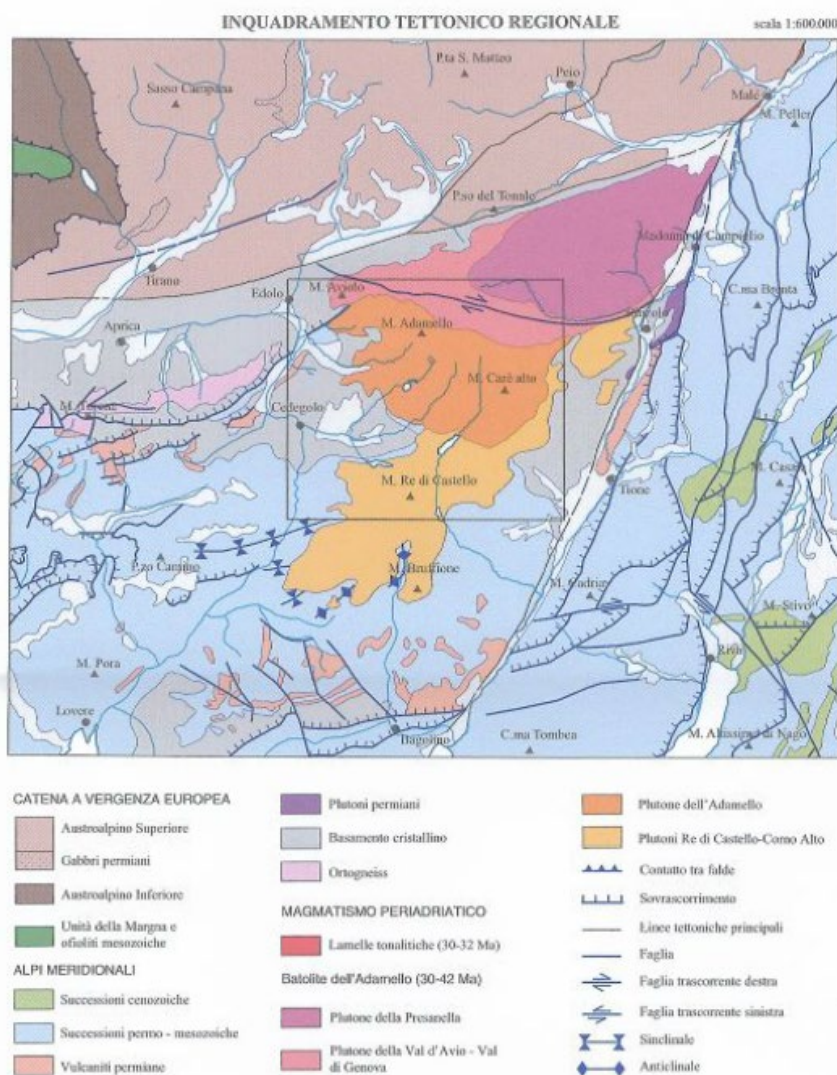 INQUADRAMENTO TETTONICO REGIONALE
scala 1:600.000
P.ta S. Matteo
Peio
Sasso Campana
Malé
M. Peller
P.so del Tonale
Madonna di Campiglio
Tirano
M. Aviolo
Edolo
C.ma Brenta
Aprica
M. Adamello
M. Carè alto
Cedegolo
M. Re di Castello
Tione
M. Casale
P.zo Camino
M. Bruffione
M. Cadria
M. Stivo
Riva
M. Pora
Lovere
Bagolino
C.ma Tombea
M. Altissimo di Nago
CATENA A VERGENZA EUROPEA
Austroalpino Superiore
Gabbri permiani
Austroalpino Inferiore
Unità della Margna e
ofioliti mesozoiche
ALPI MERIDIONALI
Successioni cenozoiche
Successioni permo - mesozoiche
Vulcaniti permiane
Plutoni permiani
Basamento cristallino
Ortogneiss
MAGMATISMO PERIADRIATICO
Lamelle tonalitiche (30-32 Ma)
Batolite dell'Adamello (30-42 Ma)
Plutone della Presanella
Plutone della Val d'Avio - Val
di Genova
Plutone dell'Adamello
Plutoni Re di Castello-Corno Alto
Contatto tra falde
Sovrascorrimento
Linee tettoniche principali
Faglia
Faglia trascorrente destra
Faglia trascorrente sinistra
Sinclinale
Anticlinale